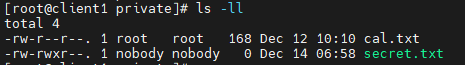 [root@client1 private]# ls -ll
total 4
-rw-r--r--. 1 root   root   168 Dec 12 10:10 cal.txt
-rw-rwxr--. 1 nobody nobody   0 Dec 14 06:58 secret.txt